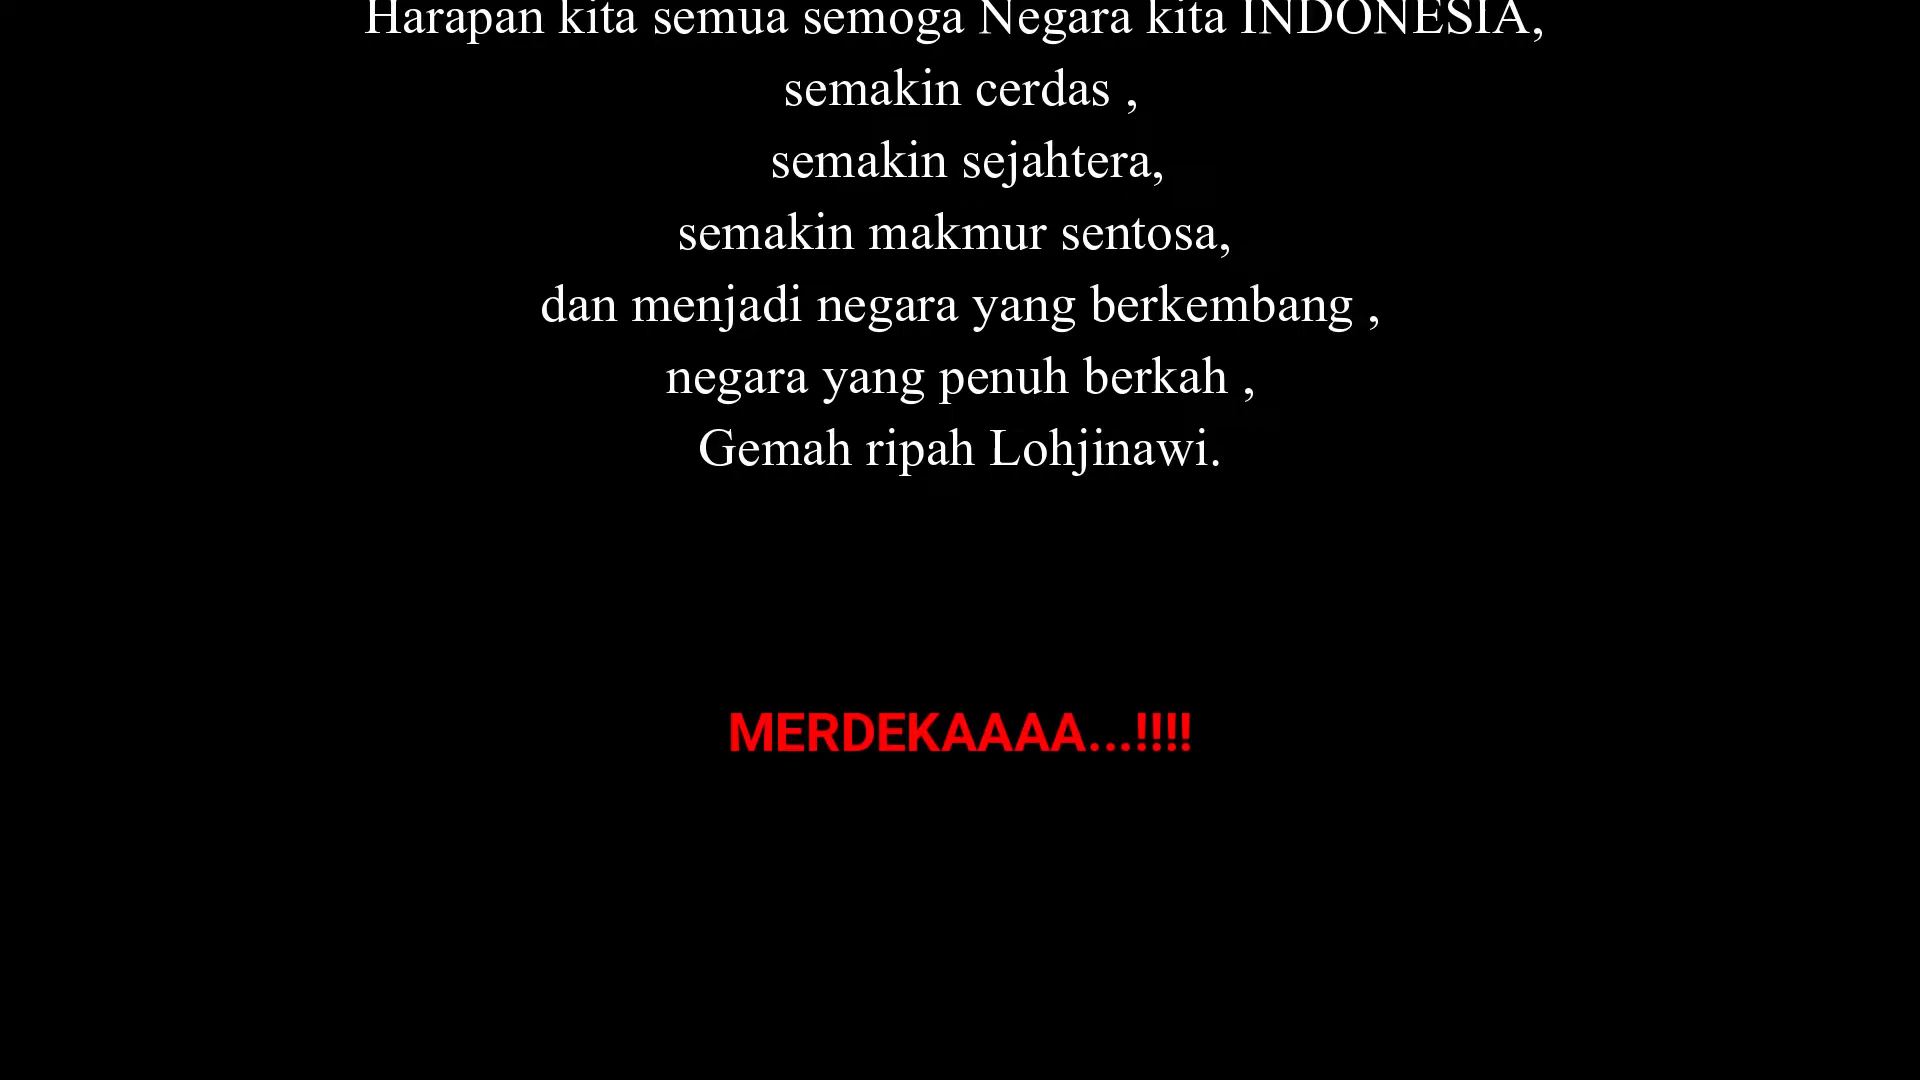 Harapan kita semua semoga Negara kita INDONESIA,
semakin cerdas ,
semakin sejahtera,
semakin makmur sentosa,
dan menjadi negara yang berkembang ,
negara yang penuh berkah ,
Gemah ripah Lohjinawi.
MERDEKAAAA...!!!!